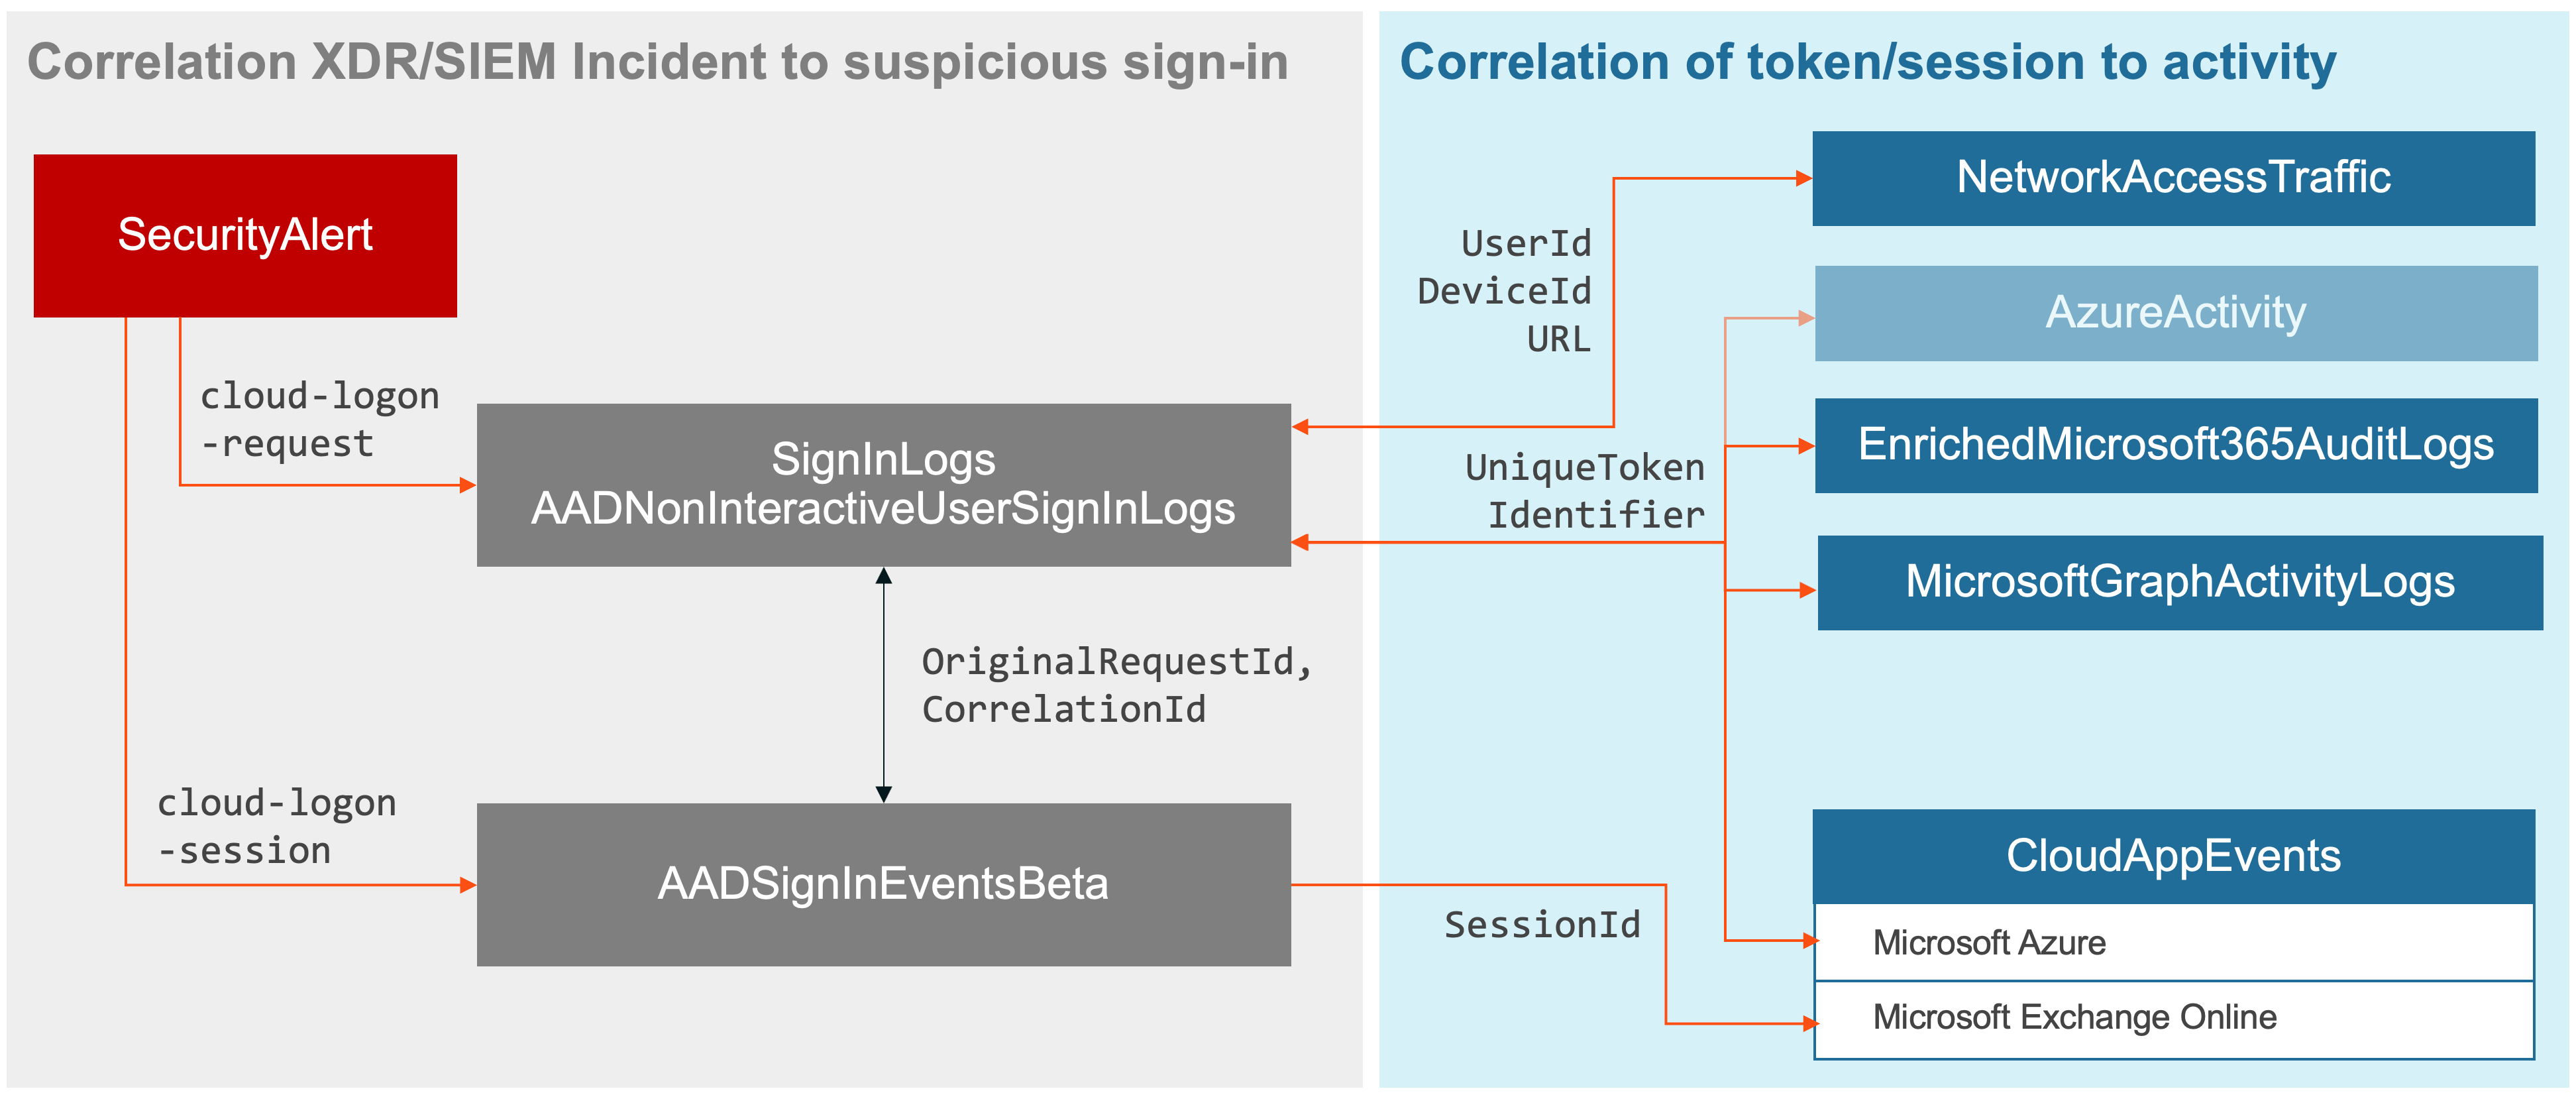 Correlation XDR/SIEM Incident to suspicious sign-in
SecurityAlert
cloud-logon
-request
SignInLogs
AADNonInteractiveUserSignInLogs
OriginalRequestId,
CorrelationId
cloud-logon
-session
AADSignInEventsBeta
Correlation of token/session to activity
UserId
DeviceId
URL
NetworkAccessTraffic
AzureActivity
UniqueToken
Identifier
EnrichedMicrosoft365AuditLogs
MicrosoftGraphActivityLogs
SessionId
CloudAppEvents
Microsoft Azure
Microsoft Exchange Online